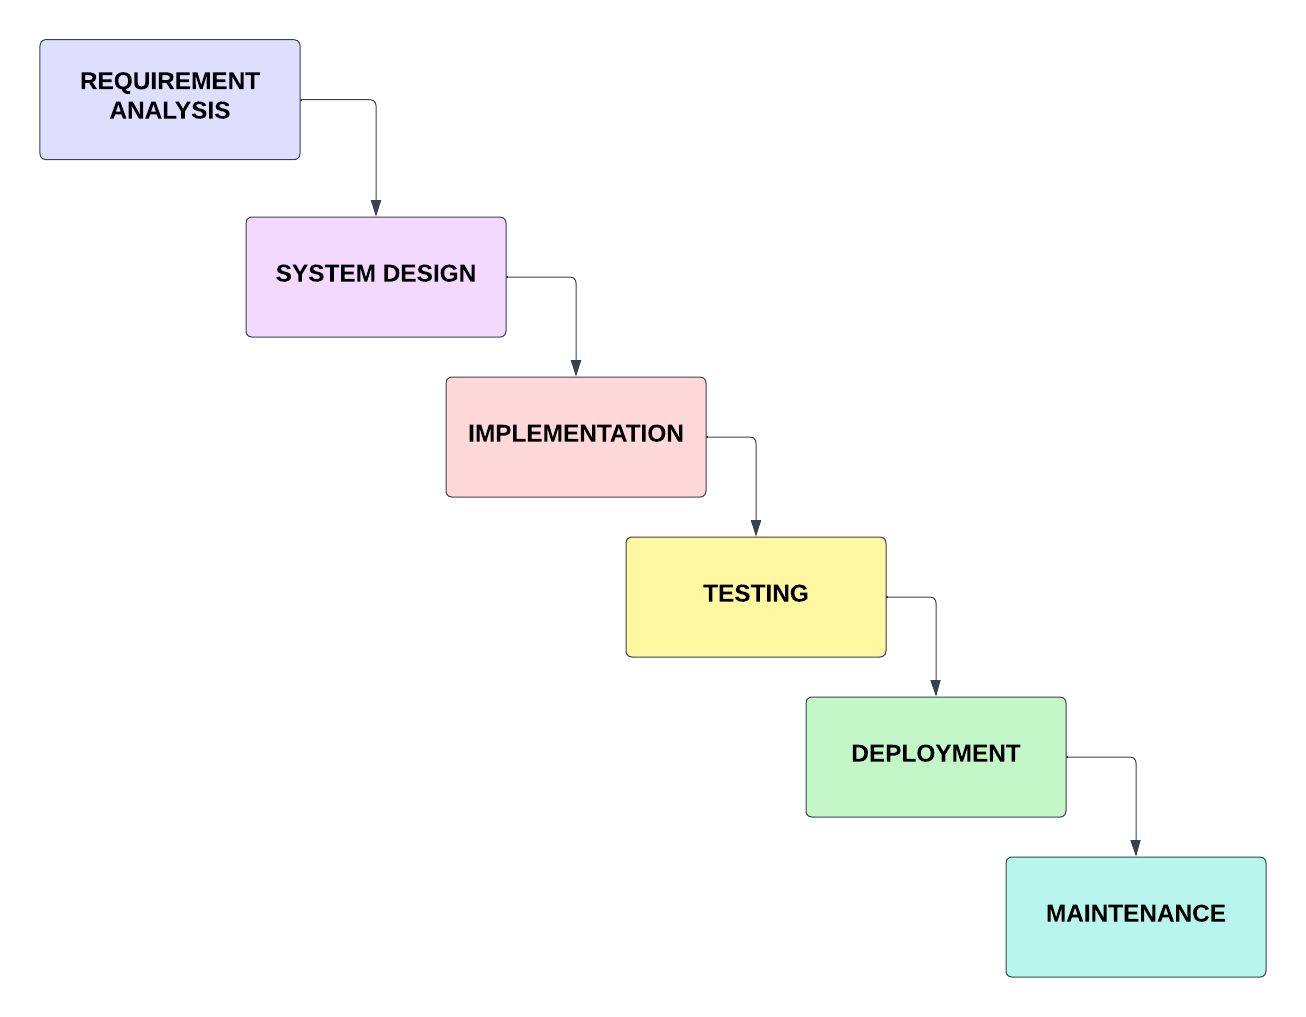 REQUIREMENT
ANALYSIS
SYSTEM DESIGN
IMPLEMENTATION
TESTING
DEPLOYMENT
MAINTENANCE